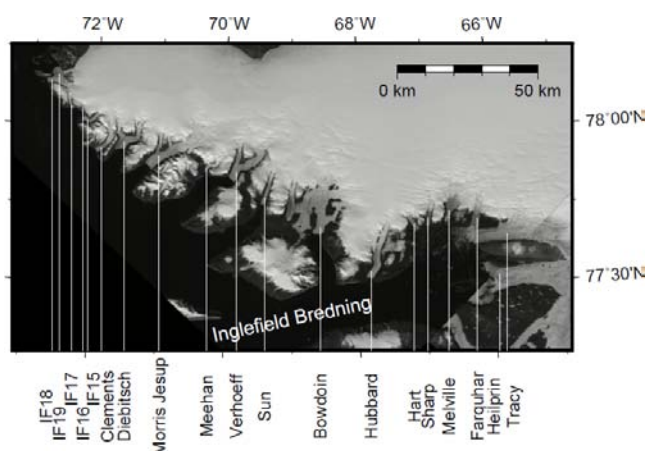 72°W 70°W 68°W 66°W
0 km 50 km
78°00'N
77°30'N
Inglefield Bredning
IF18
IF19
IF17
IF16
IF15
Clements
Diebitsch
Morris Jesup
Meehan
Verhoeff
Sun
Bowdoin
Hubbard
Hart
Sharp
Melville
Farquhar
Heilprin
Tracy